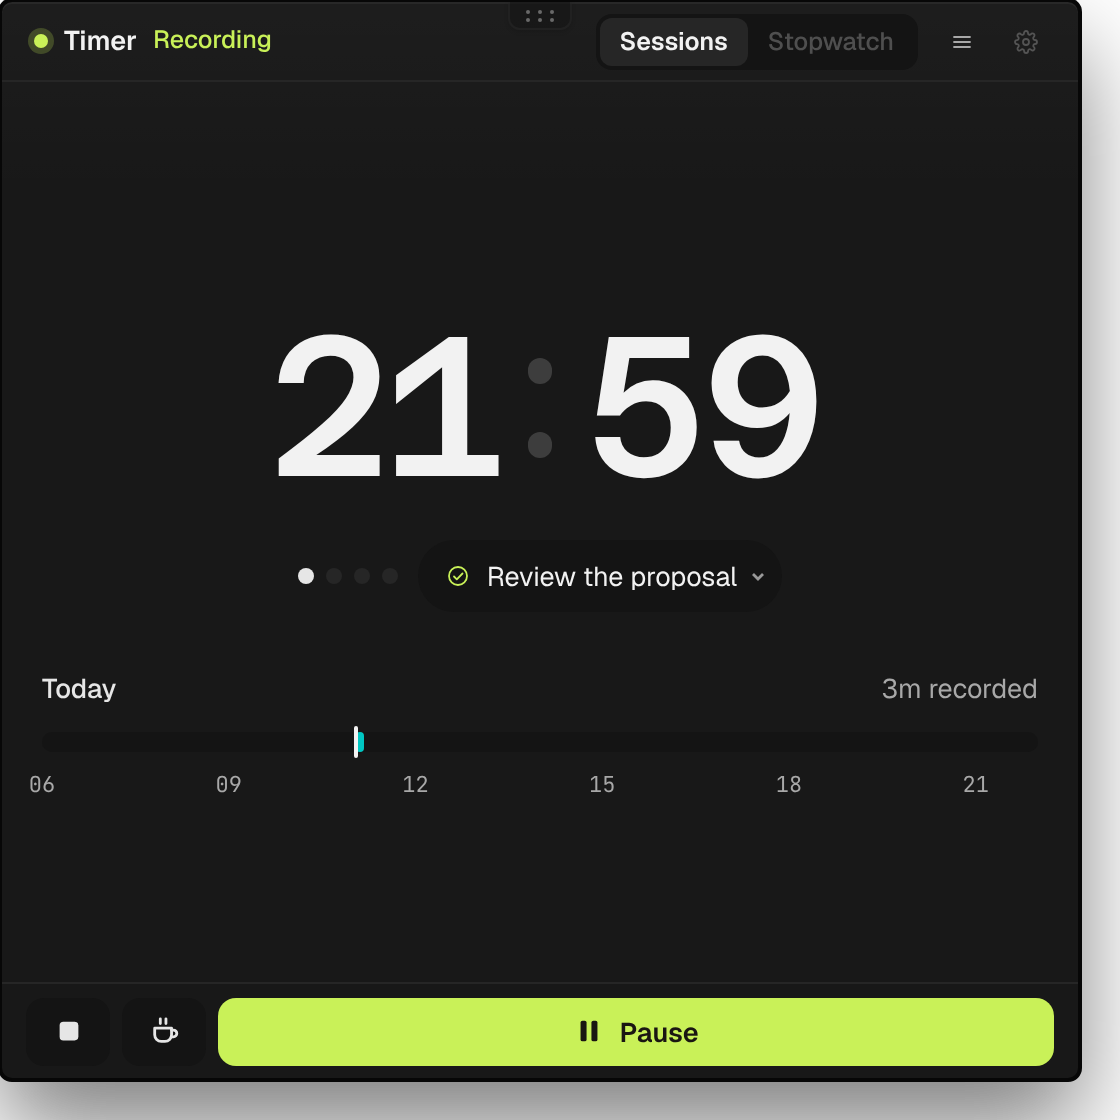 Timer Recording Sessions Stopwatch
21:59
Review the proposal
Today 3m recorded
06 09 12 15 18 21
Pause